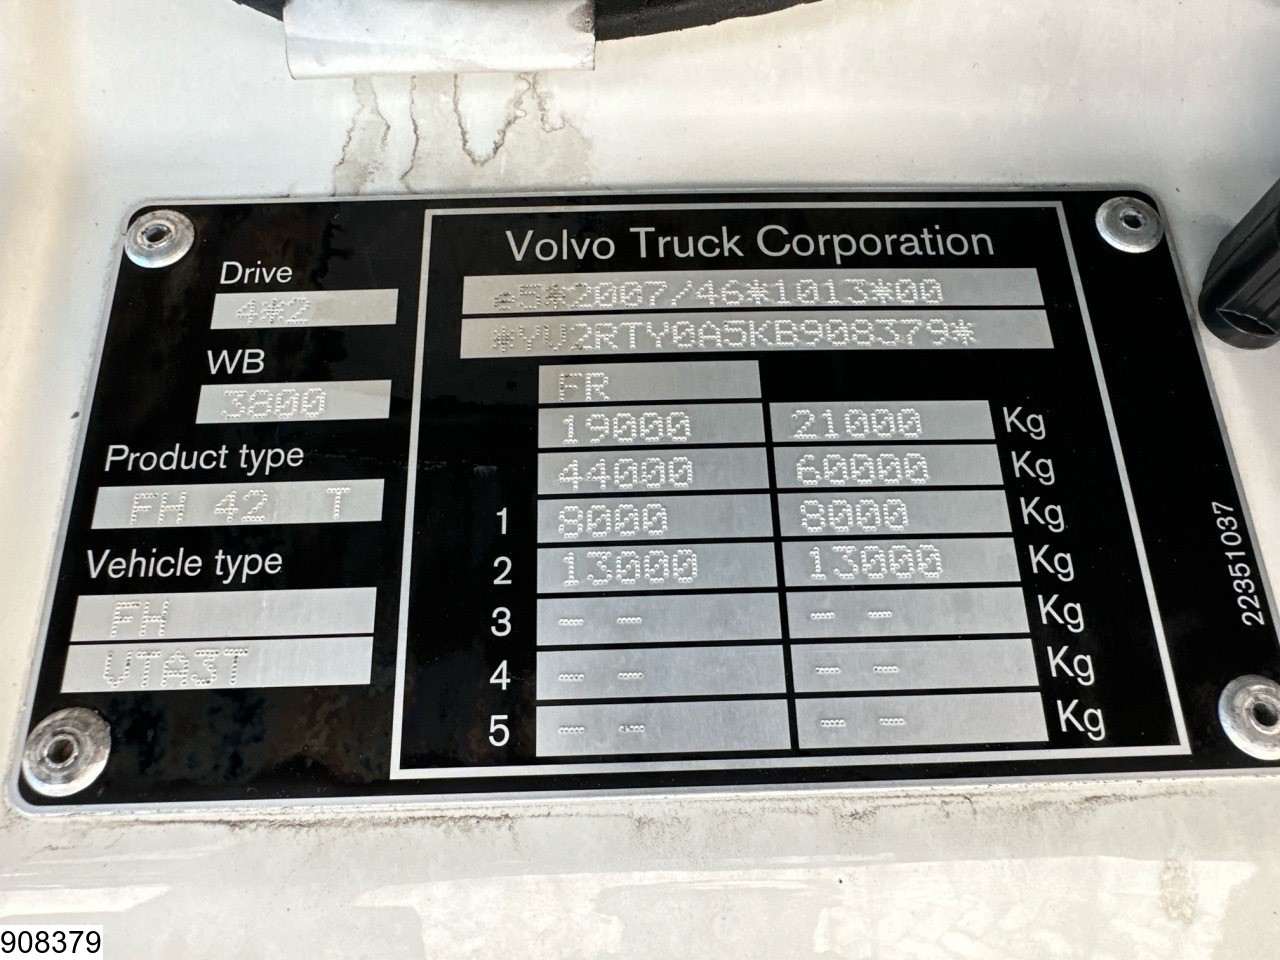 Volvo Truck Corporation
Drive
4*2
WB
3800
Product type
FH 42 T
Vehicle type
FH
VTA3T
e5*2007/46*1013*00
*YV2RTY0A5KB908379*
FR
19000 21000 Kg
44000 60000 Kg
1 8000 8000 Kg
2 13000 13000 Kg
3 -- -- -- -- Kg
4 -- -- -- -- Kg
5 -- -- -- -- Kg
22351037
908379